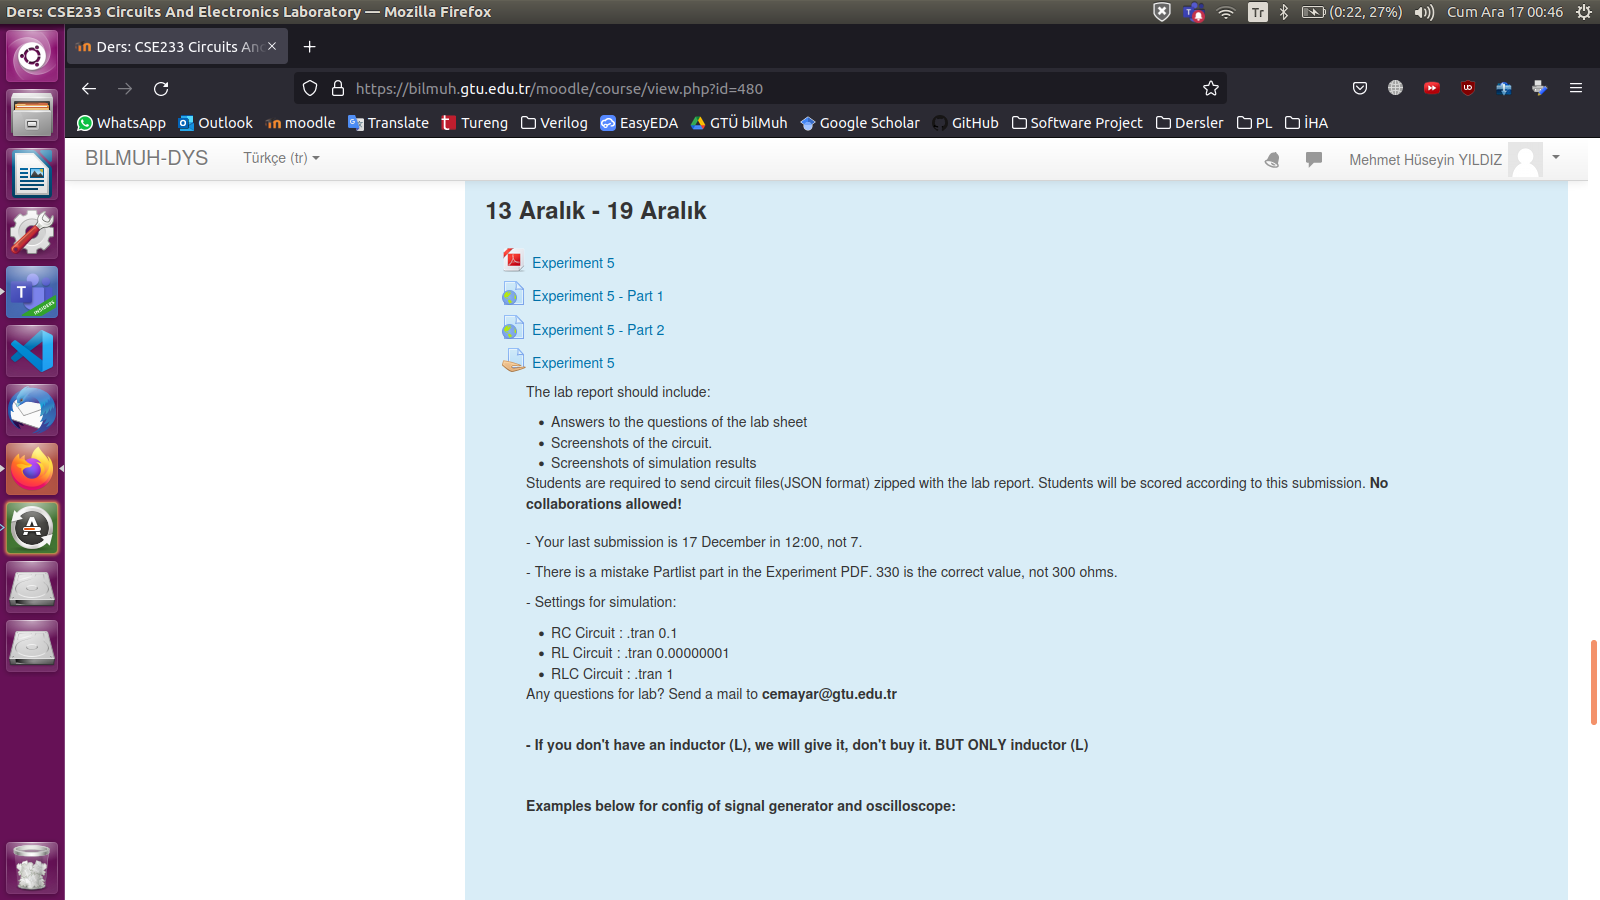 Ders: CSE233 Circuits And Electronics Laboratory — Mozilla Firefox
Tr
(0:22, 27%)
Cum Ara 17 00:46
Ders: CSE233 Circuits And
https://bilmuh.gtu.edu.tr/moodle/course/view.php?id=480
WhatsApp
Outlook
moodle
Translate
Tureng
Verilog
EasyEDA
GTÜ bilMuh
Google Scholar
GitHub
Software Project
Dersler
PL
İHA
BILMUH-DYS
Türkçe (tr)
Mehmet Hüseyin YILDIZ
13 Aralık - 19 Aralık
Experiment 5
Experiment 5 - Part 1
Experiment 5 - Part 2
Experiment 5
The lab report should include:
• Answers to the questions of the lab sheet
• Screenshots of the circuit.
• Screenshots of simulation results
Students are required to send circuit files(JSON format) zipped with the lab report. Students will be scored according to this submission. No
collaborations allowed!
- Your last submission is 17 December in 12:00, not 7.
- There is a mistake Partlist part in the Experiment PDF. 330 is the correct value, not 300 ohms.
- Settings for simulation:
• RC Circuit : .tran 0.1
• RL Circuit : .tran 0.00000001
• RLC Circuit : .tran 1
Any questions for lab? Send a mail to cemayar@gtu.edu.tr
- If you don't have an inductor (L), we will give it, don't buy it. BUT ONLY inductor (L)
Examples below for config of signal generator and oscilloscope: